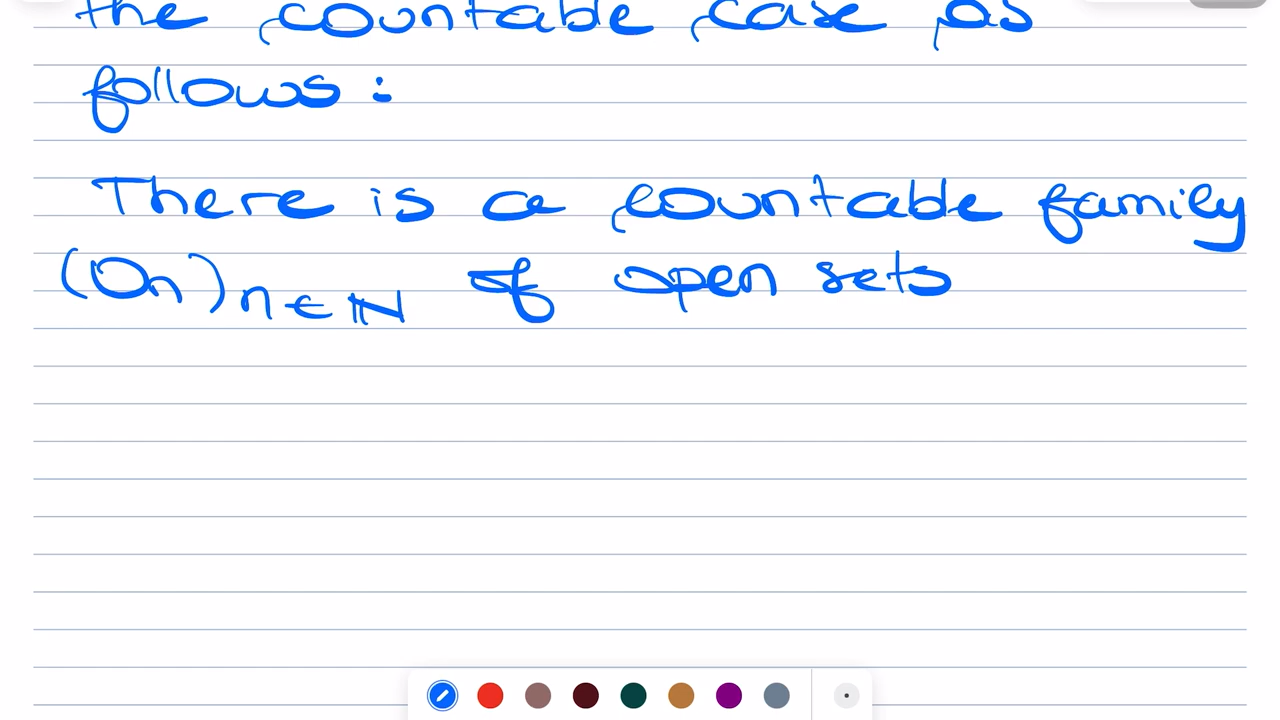 the countable case as
follows:
There is a countable family
(On)n∈ℕ of open sets